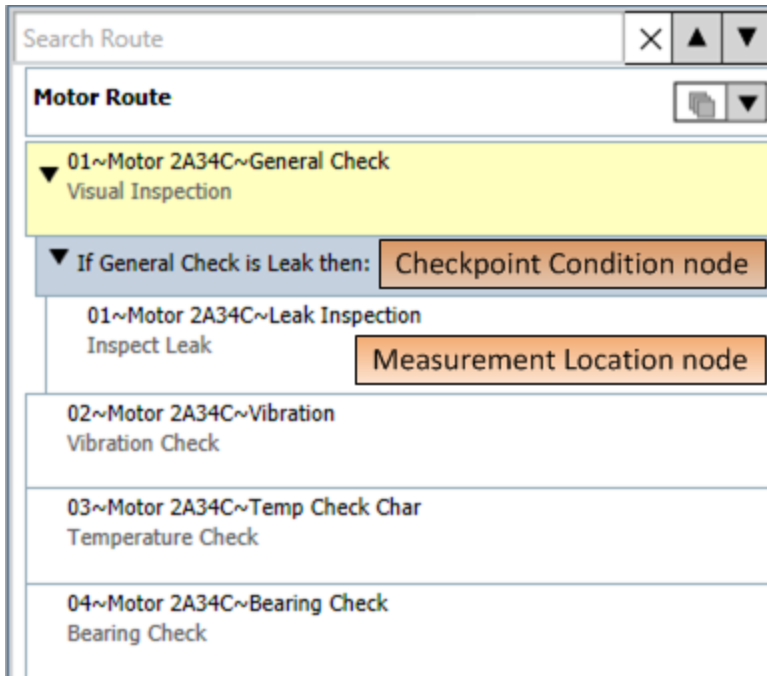 Search Route
Motor Route
01~Motor 2A34C~General Check
Visual Inspection
If General Check is Leak then:
Checkpoint Condition node
01~Motor 2A34C~Leak Inspection
Inspect Leak
Measurement Location node
02~Motor 2A34C~Vibration
Vibration Check
03~Motor 2A34C~Temp Check Char
Temperature Check
04~Motor 2A34C~Bearing Check
Bearing Check